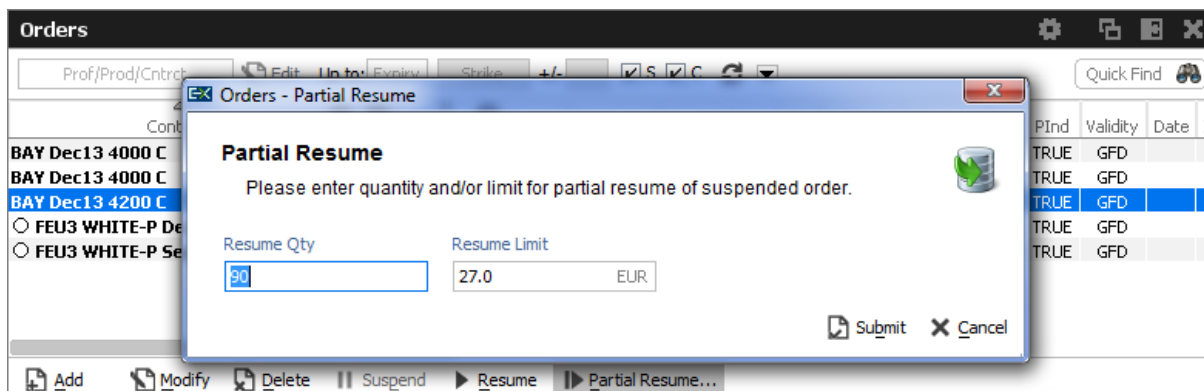 Orders
Prof/Prod/Cntrct Edit Up to: Expiry Strike +/- S C Quick Find
Orders - Partial Resume
Cont PInd Validity Date
Partial Resume
Please enter quantity and/or limit for partial resume of suspended order.
BAY Dec13 4000 C TRUE GFD
BAY Dec13 4000 C TRUE GFD
BAY Dec13 4200 C TRUE GFD
FEU3 WHITE-P De TRUE GFD
FEU3 WHITE-P Se TRUE GFD
Resume Qty Resume Limit
90 27.0 EUR
Submit Cancel
Add Modify Delete Suspend Resume Partial Resume...